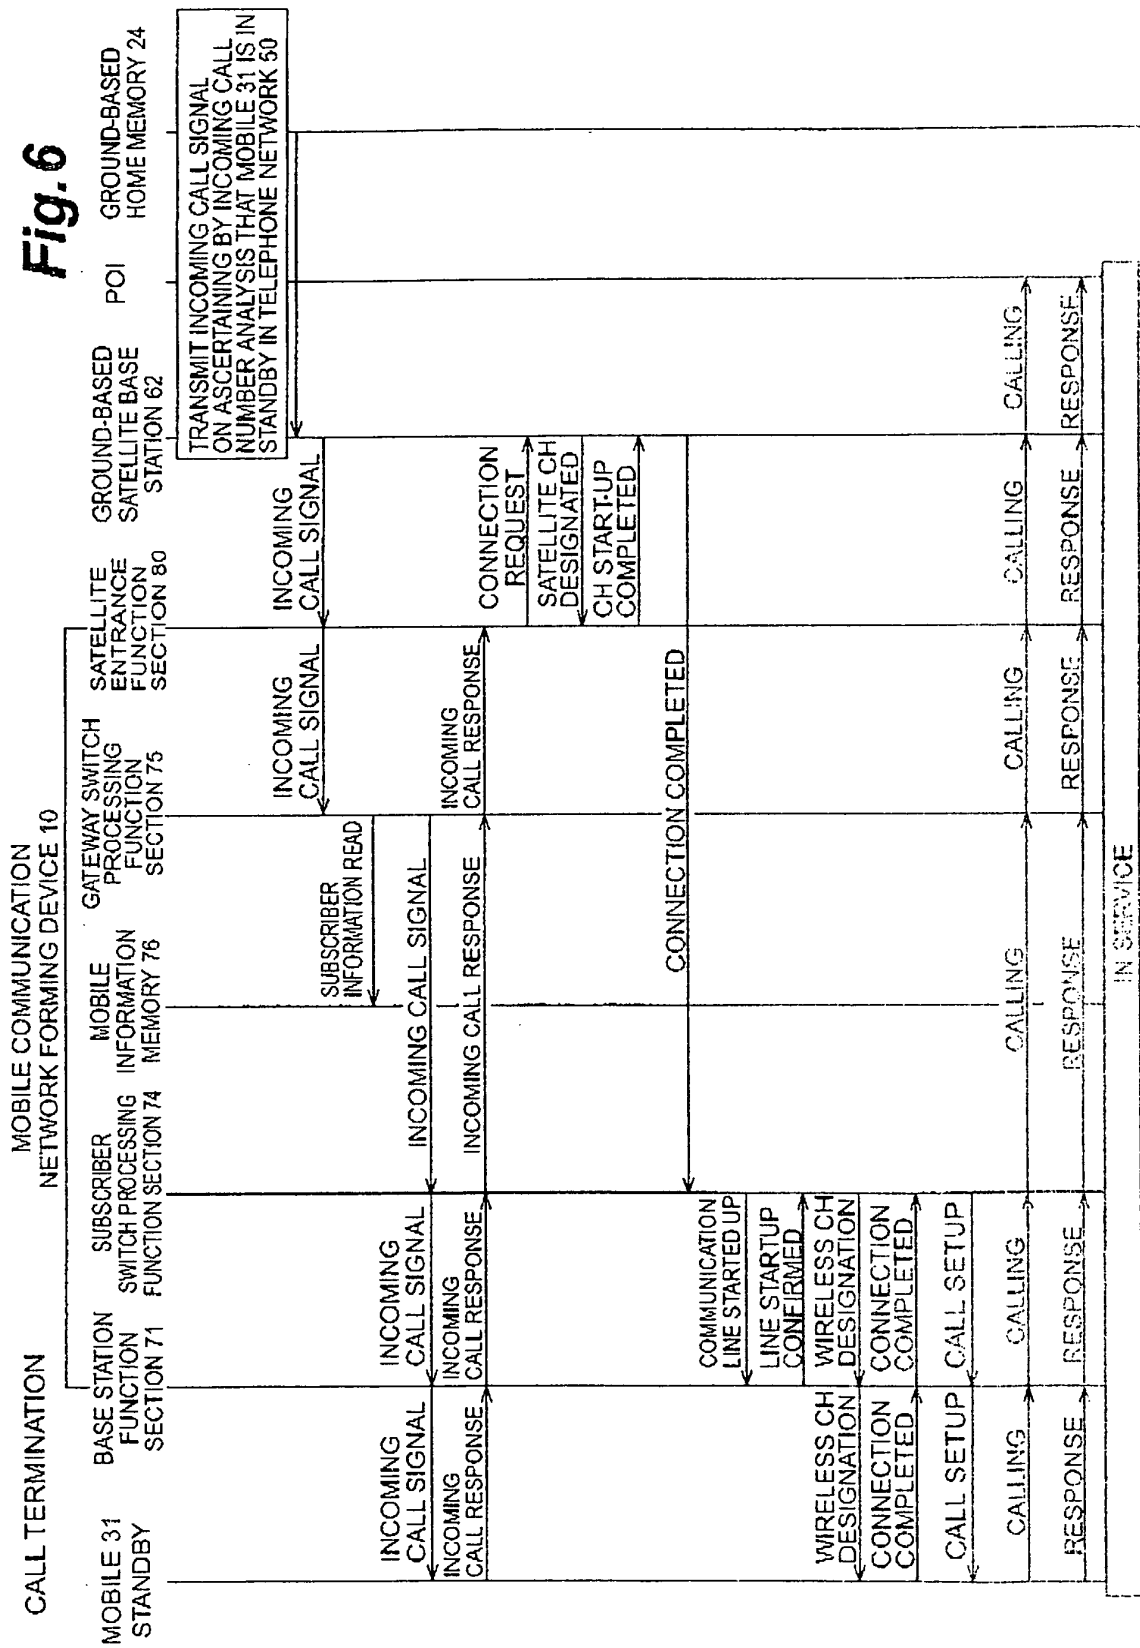 Fig.6
CALL TERMINATION
MOBILE COMMUNICATION
NETWORK FORMING DEVICE 10
MOBILE 31
STANDBY
BASE STATION
FUNCTION
SECTION 71
SUBSCRIBER
SWITCH PROCESSING
FUNCTION SECTION 74
MOBILE
INFORMATION
MEMORY 76
GATEWAY SWITCH
PROCESSING
FUNCTION
SECTION 75
SATELLITE
ENTRANCE
FUNCTION
SECTION 80
GROUND-BASED
SATELLITE BASE
STATION 62
POI
GROUND-BASED
HOME MEMORY 24
TRANSMIT INCOMING CALL SIGNAL
ON ASCERTAINING BY INCOMING CALL
NUMBER ANALYSIS THAT MOBILE 31 IS IN
STANDBY IN TELEPHONE NETWORK 50
INCOMING
CALL SIGNAL
INCOMING
CALL SIGNAL
SUBSCRIBER
INFORMATION READ
INCOMING
CALL SIGNAL
INCOMING
CALL SIGNAL
INCOMING CALL SIGNAL
INCOMING
CALL RESPONSE
INCOMING
CALL RESPONSE
INCOMING CALL RESPONSE
INCOMING
CALL RESPONSE
CONNECTION
REQUEST
SATELLITE CH
DESIGNATED
CH START-UP
COMPLETED
CONNECTION COMPLETED
COMMUNICATION
LINE STARTED UP
LINE STARTUP
CONFIRMED
WIRELESS CH
DESIGNATION
WIRELESS CH
DESIGNATION
CONNECTION
COMPLETED
CONNECTION
COMPLETED
CALL SETUP
CALL SETUP
CALLING
CALLING
CALLING
CALLING
CALLING
CALLING
RESPONSE
RESPONSE
RESPONSE
RESPONSE
RESPONSE
RESPONSE
IN SERVICE